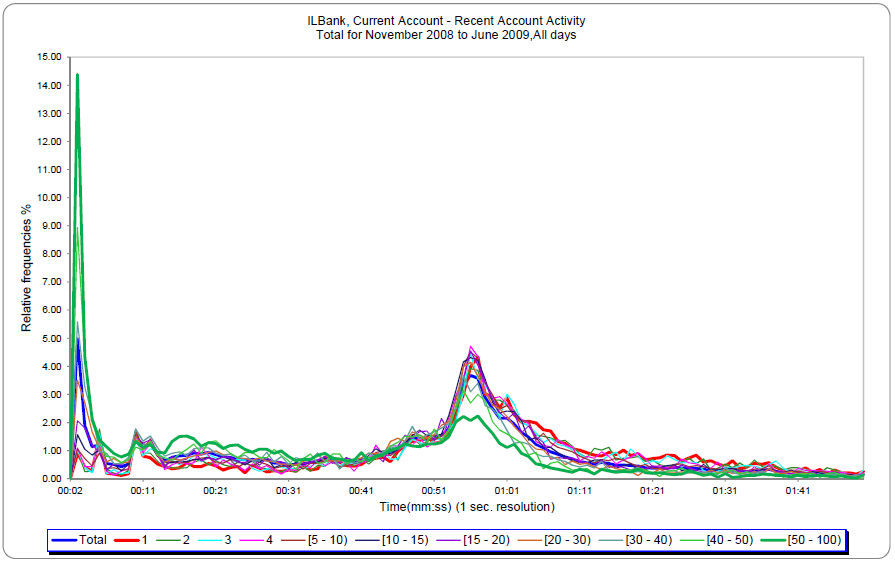 ILBank, Current Account - Recent Account Activity
Total for November 2008 to June 2009,All days
Relative frequencies %
15.00
14.00
13.00
12.00
11.00
10.00
9.00
8.00
7.00
6.00
5.00
4.00
3.00
2.00
1.00
0.00
00:02 00:11 00:21 00:31 00:41 00:51 01:01 01:11 01:21 01:31 01:41
Time(mm:ss) (1 sec. resolution)
Total 1 2 3 4 [5 - 10) [10 - 15) [15 - 20) [20 - 30) [30 - 40) [40 - 50) [50 - 100)